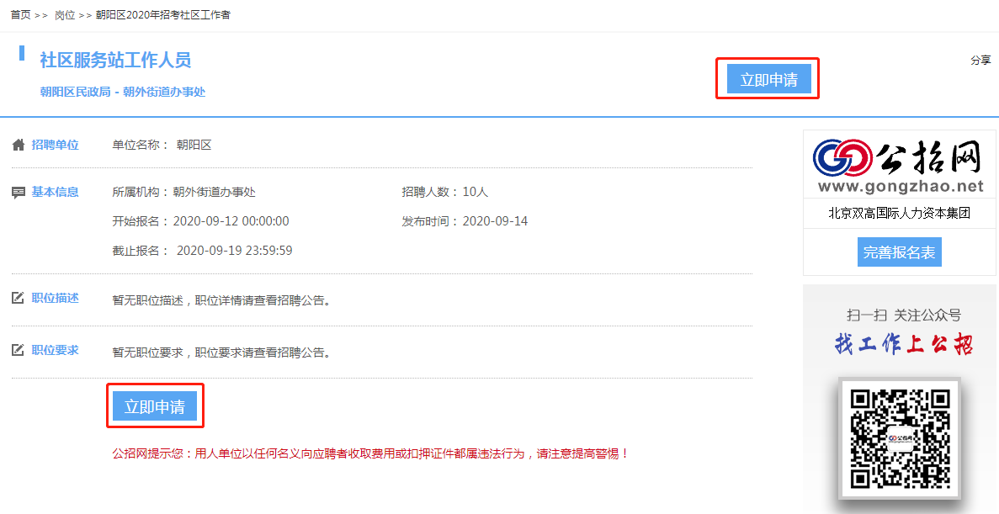 首页 >> 岗位 >> 朝阳区2020年招考社区工作者
社区服务站工作人员
朝阳区民政局 - 朝外街道办事处
立即申请
分享
招聘单位
单位名称： 朝阳区
基本信息
所属机构：朝外街道办事处
招聘人数：10人
开始报名：2020-09-12 00:00:00
发布时间：2020-09-14
截止报名： 2020-09-19 23:59:59
职位描述
暂无职位描述，职位详情请查看招聘公告。
职位要求
暂无职位要求，职位要求请查看招聘公告。
立即申请
公招网提示您：用人单位以任何名义向应聘者收取费用或扣押证件都属违法行为，请注意提高警惕！
公招网
www.gongzhao.net
北京双高国际人力资本集团
完善报名表
扫一扫 关注公众号
找工作上公招
公招网